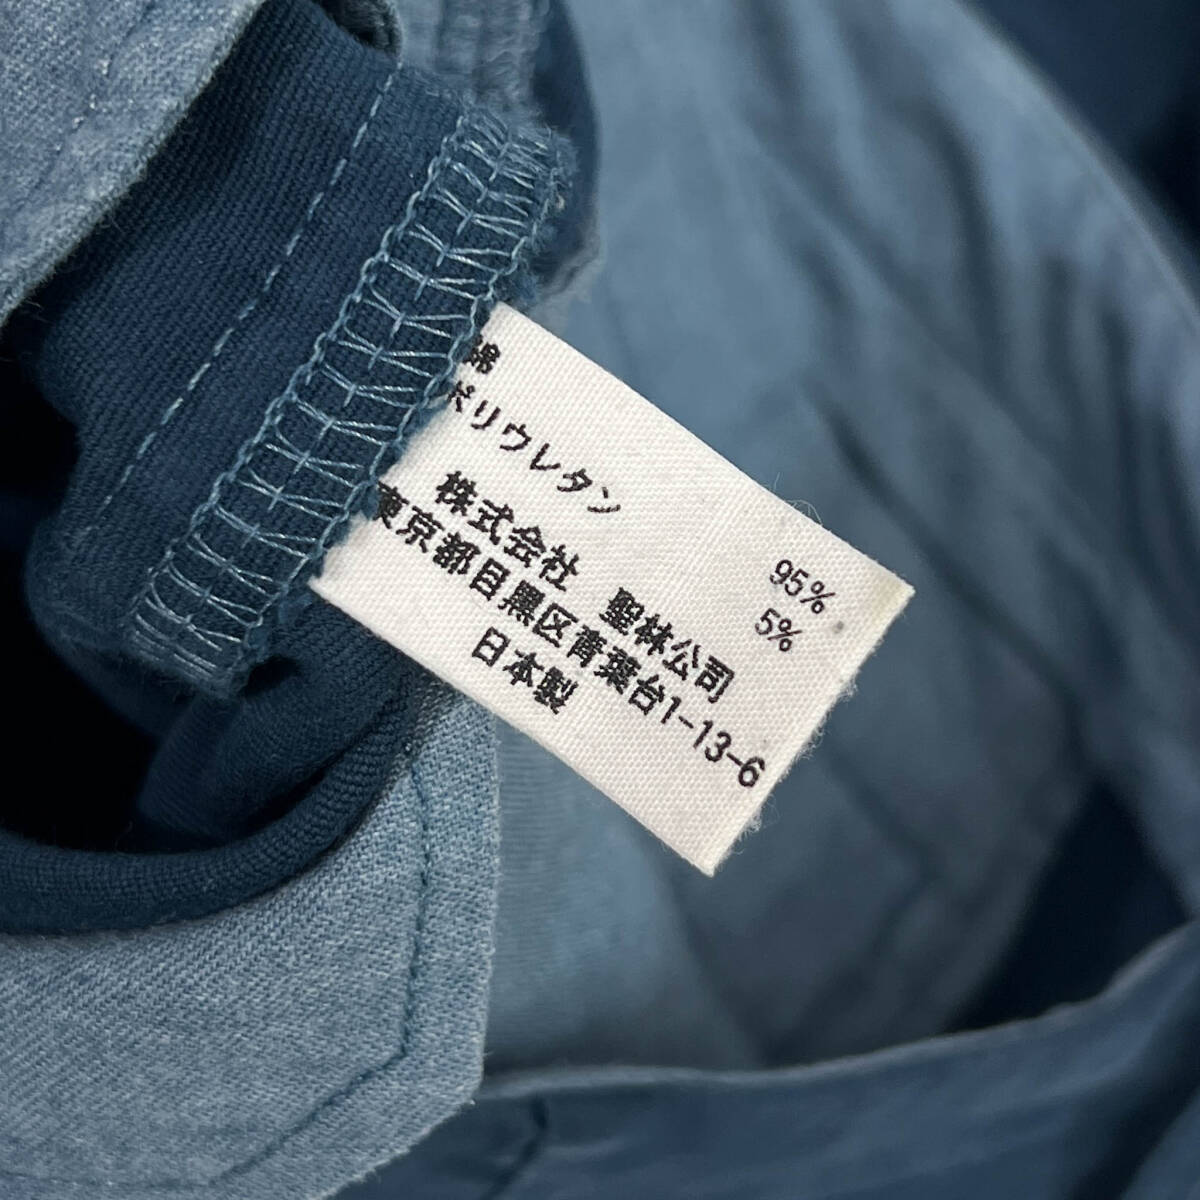 綿 95%
ポリウレタン 5%
株式会社 聖林公司
東京都目黒区青葉台1-13-6
日本製